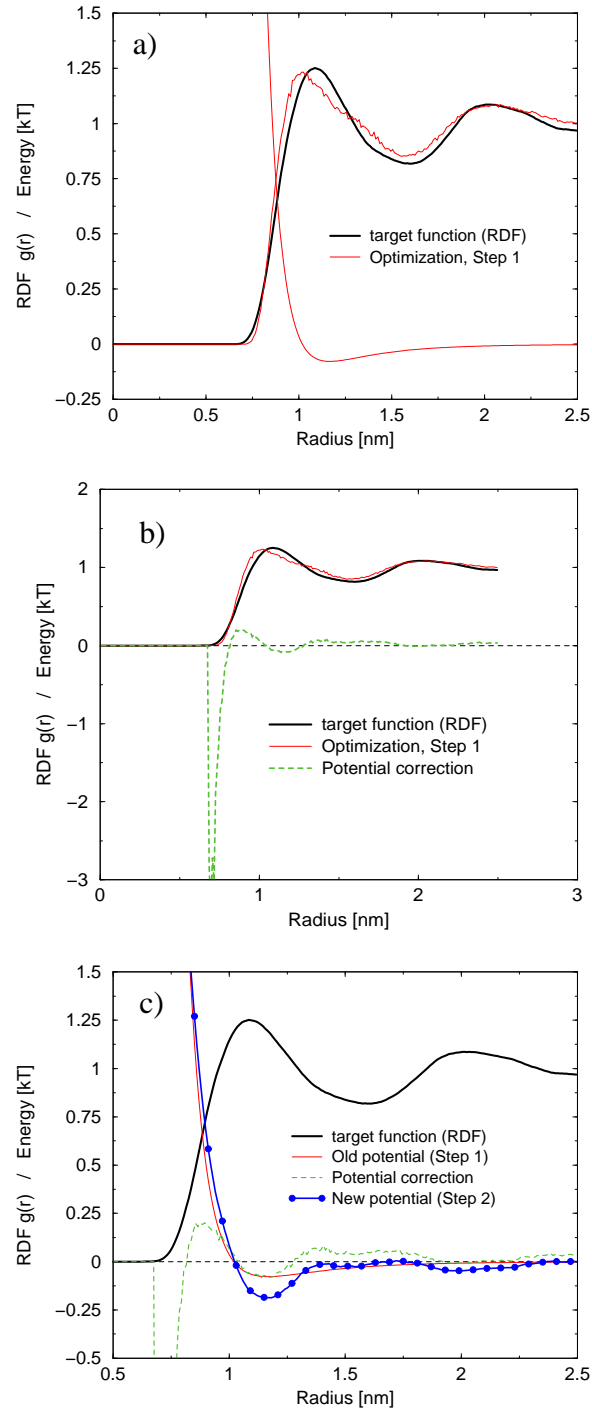 a)
1.5
1.25
1
0.75
0.5
0.25
0
−0.25
RDF g(r) / Energy [kT]
target function (RDF)
Optimization, Step 1
0 0.5 1 1.5 2 2.5
Radius [nm]
b)
2
1
0
−1
−2
−3
RDF g(r) / Energy [kT]
target function (RDF)
Optimization, Step 1
Potential correction
0 1 2 3
Radius [nm]
c)
1.5
1.25
1
0.75
0.5
0.25
0
−0.25
−0.5
RDF g(r) / Energy [kT]
target function (RDF)
Old potential (Step 1)
Potential correction
New potential (Step 2)
0.5 1 1.5 2 2.5
Radius [nm]